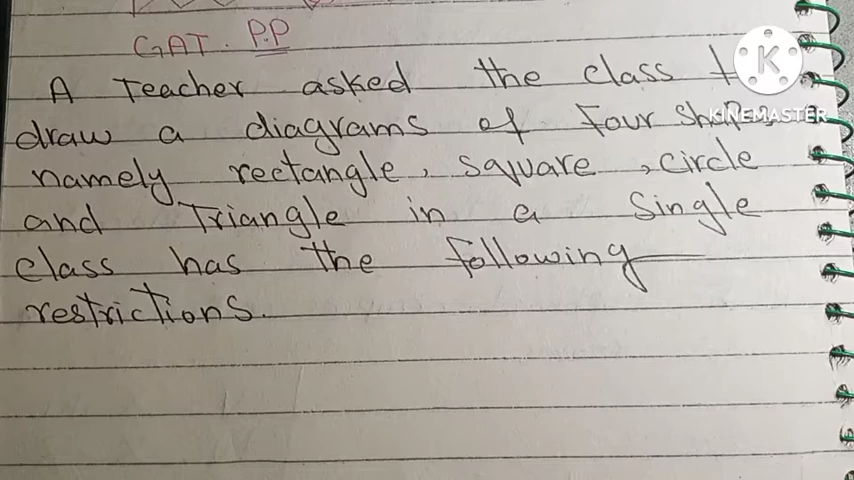 GAT. P.P
A Teacher asked the class t
draw a diagrams of Four shapes
namely rectangle, square, circle
and Triangle in a single
class has the following
restrictions.
K
KINEMASTER